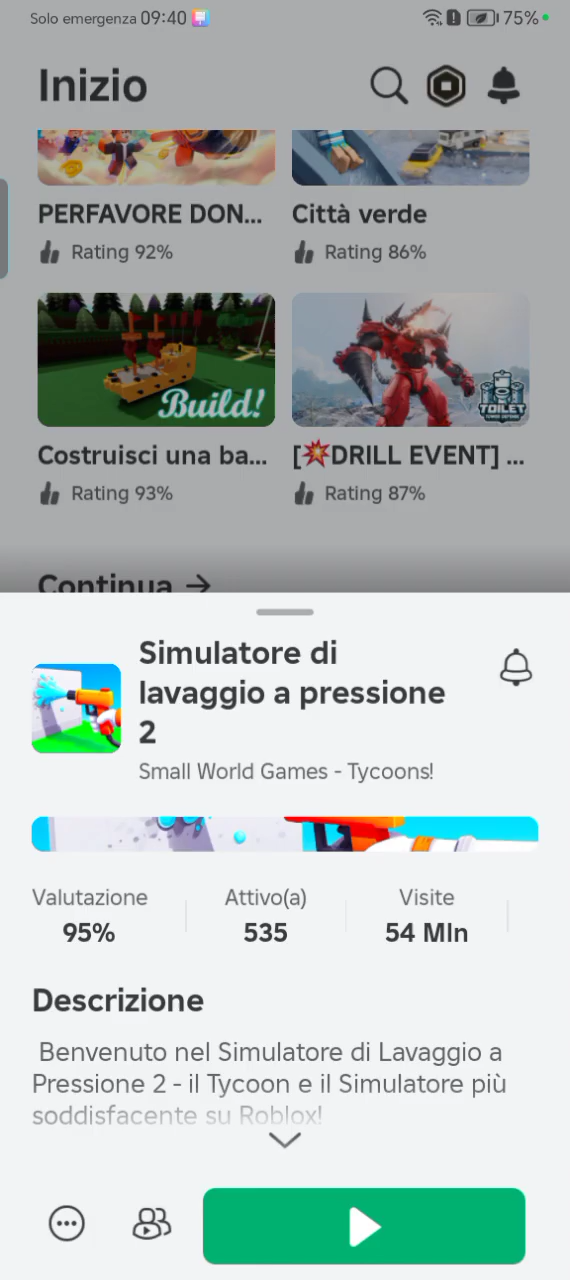 Solo emergenza 09:40
75%
Inizio
PERFAVORE DON...
Città verde
Rating 92%
Rating 86%
Build!
TOILET
TOWER DEFENSE
Costruisci una ba...
[💥DRILL EVENT] ...
Rating 93%
Rating 87%
Continua →
Simulatore di
lavaggio a pressione
2
Small World Games - Tycoons!
Valutazione
Attivo(a)
Visite
95%
535
54 Mln
Descrizione
Benvenuto nel Simulatore di Lavaggio a
Pressione 2 - il Tycoon e il Simulatore più
soddisfacente su Roblox!